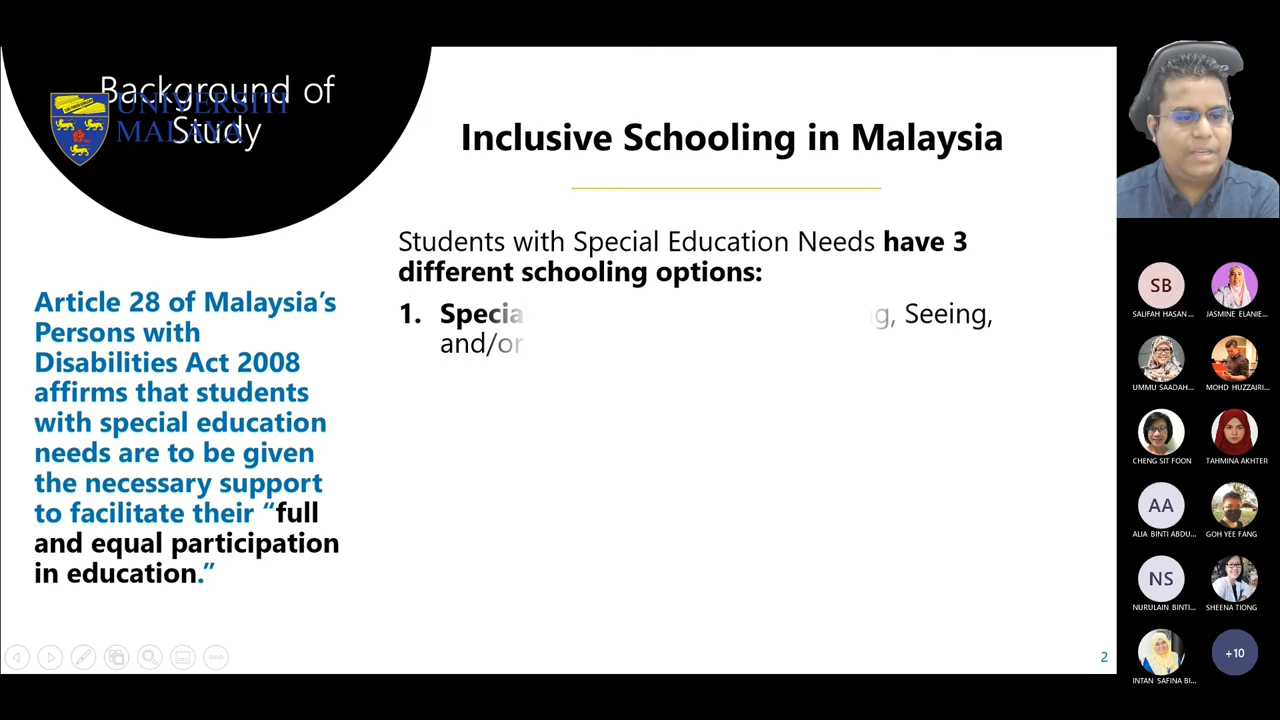 Background of
Study
UNIVERSITI
MALAYA
Inclusive Schooling in Malaysia
Students with Special Education Needs have 3
different schooling options:
1. Specia , Seeing,
and/or
Article 28 of Malaysia’s
Persons with
Disabilities Act 2008
affirms that students
with special education
needs are to be given
the necessary support
to facilitate their “full
and equal participation
in education.”
2
SB
SALIFAH HASAN...
JASMINE ELANIE...
UMMU SAADAH...
MOHD HUZZAIRI...
CHENG SIT FOON
TAHMINA AKHTER
AA
ALIA BINTI ABDU...
GOH YEE FANG
NS
NURULAIN BINTI...
SHEENA TIONG
INTAN SAFINA BI...
+10